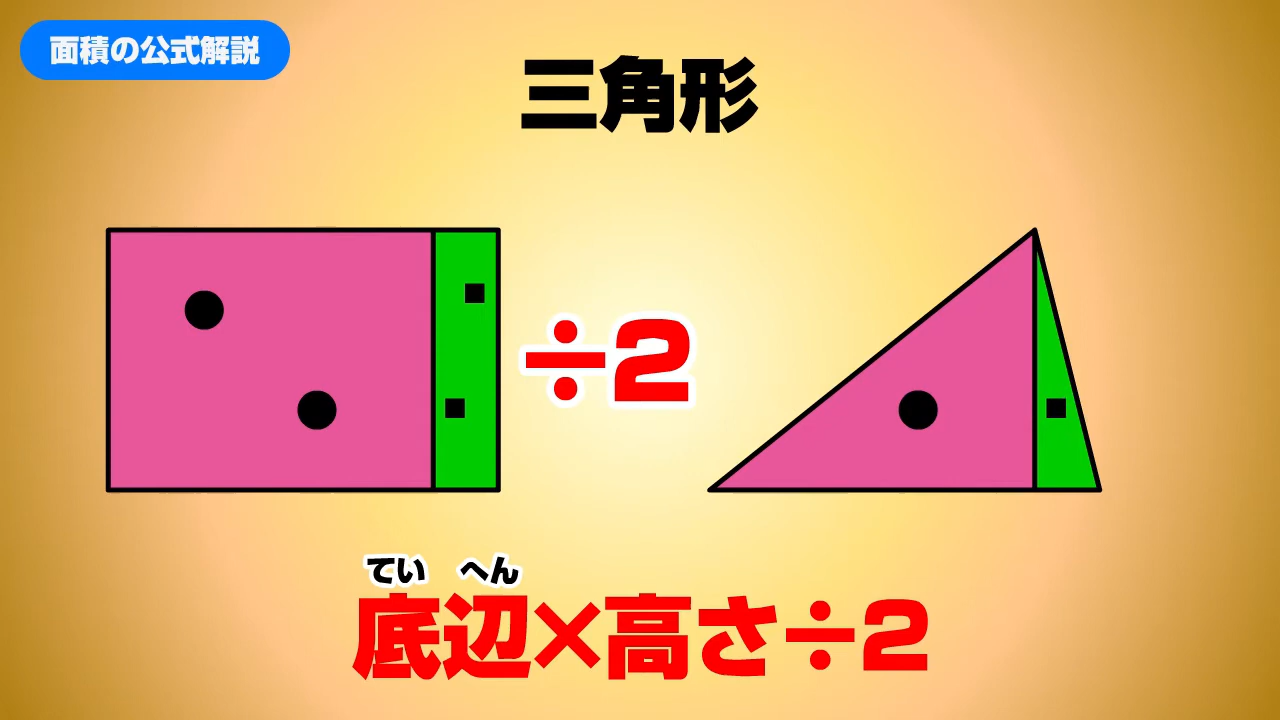 面積の公式解説
三角形
÷2
てい へん
底辺×高さ÷2